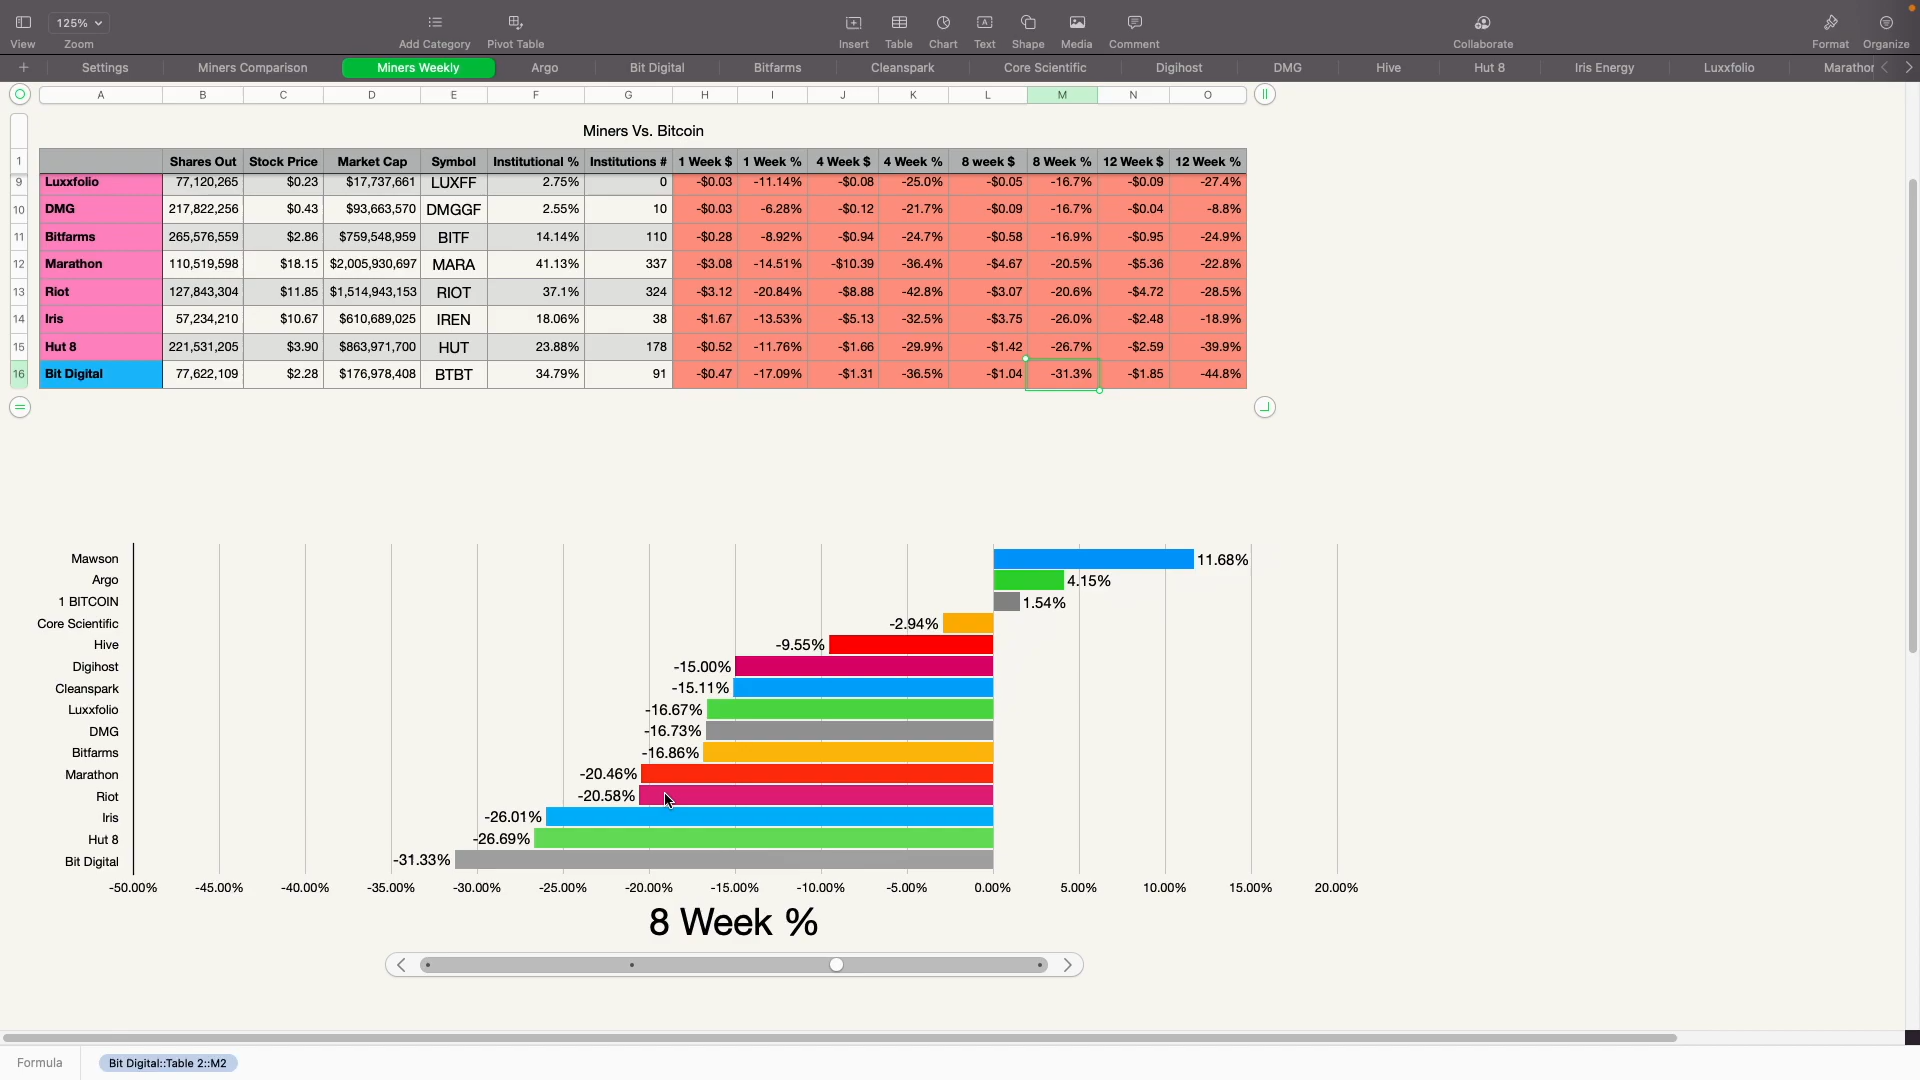 125%
View
Zoom
Add Category
Pivot Table
Insert
Table
Chart
Text
Shape
Media
Comment
Collaborate
Format
Organize
+ Settings Miners Comparison Miners Weekly Argo Bit Digital Bitfarms Cleanspark Core Scientific Digihost DMG Hive Hut 8 Iris Energy Luxxfolio Marathor
A B C D E F G H I J K L M N O
Miners Vs. Bitcoin
1 Shares Out Stock Price Market Cap Symbol Institutional % Institutions # 1 Week $ 1 Week % 4 Week $ 4 Week % 8 week $ 8 Week % 12 Week $ 12 Week %
9 Luxxfolio 77,120,265 $0.23 $17,737,661 LUXFF 2.75% 0 -$0.03 -11.14% -$0.08 -25.0% -$0.05 -16.7% -$0.09 -27.4%
10 DMG 217,822,256 $0.43 $93,663,570 DMGGF 2.55% 10 -$0.03 -6.28% -$0.12 -21.7% -$0.09 -16.7% -$0.04 -8.8%
11 Bitfarms 265,576,559 $2.86 $759,548,959 BITF 14.14% 110 -$0.28 -8.92% -$0.94 -24.7% -$0.58 -16.9% -$0.95 -24.9%
12 Marathon 110,519,598 $18.15 $2,005,930,697 MARA 41.13% 337 -$3.08 -14.51% -$10.39 -36.4% -$4.67 -20.5% -$5.36 -22.8%
13 Riot 127,843,304 $11.85 $1,514,943,153 RIOT 37.1% 324 -$3.12 -20.84% -$8.88 -42.8% -$3.07 -20.6% -$4.72 -28.5%
14 Iris 57,234,210 $10.67 $610,689,025 IREN 18.06% 38 -$1.67 -13.53% -$5.13 -32.5% -$3.75 -26.0% -$2.48 -18.9%
15 Hut 8 221,531,205 $3.90 $863,971,700 HUT 23.88% 178 -$0.52 -11.76% -$1.66 -29.9% -$1.42 -26.7% -$2.59 -39.9%
16 Bit Digital 77,622,109 $2.28 $176,978,408 BTBT 34.79% 91 -$0.47 -17.09% -$1.31 -36.5% -$1.04 -31.3% -$1.85 -44.8%
Mawson 11.68%
Argo 4.15%
1 BITCOIN 1.54%
Core Scientific -2.94%
Hive -9.55%
Digihost -15.00%
Cleanspark -15.11%
Luxxfolio -16.67%
DMG -16.73%
Bitfarms -16.86%
Marathon -20.46%
Riot -20.58%
Iris -26.01%
Hut 8 -26.69%
Bit Digital -31.33%
-50.00% -45.00% -40.00% -35.00% -30.00% -25.00% -20.00% -15.00% -10.00% -5.00% 0.00% 5.00% 10.00% 15.00% 20.00%
8 Week %
Formula Bit Digital::Table 2::M2